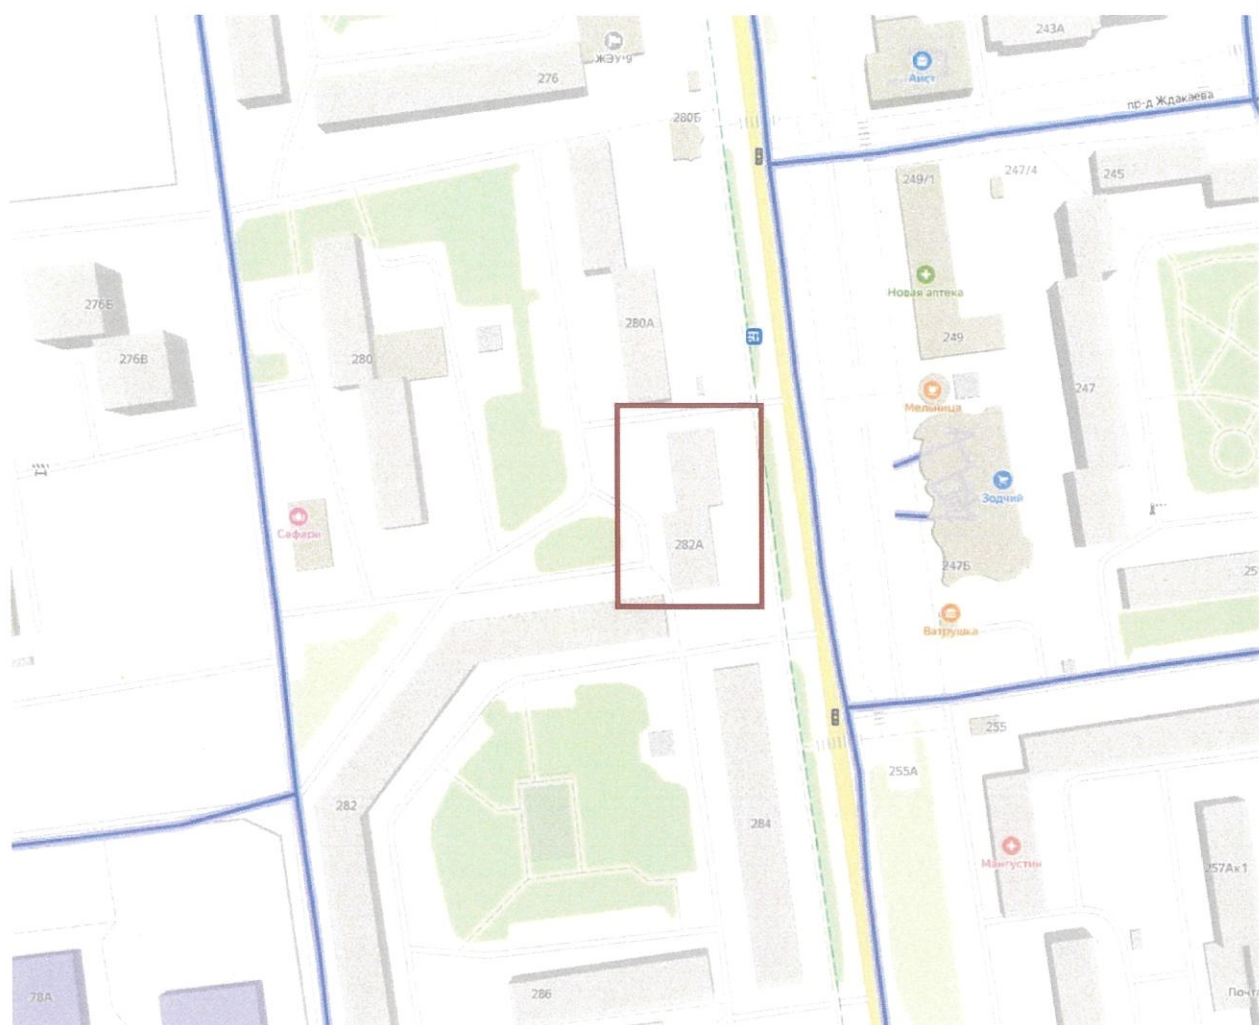 243А
ЖЭУ-9
276
Аист
пр-д Ждакаева
280Б
249/1
247/4
245
276Б
Новая аптека
280А
249
276В
280
247
Мельница
Зодчий
Сафари
282А
247Б
Ватрушка
255
255А
282
284
Мангустин
257Ак1
286
78А